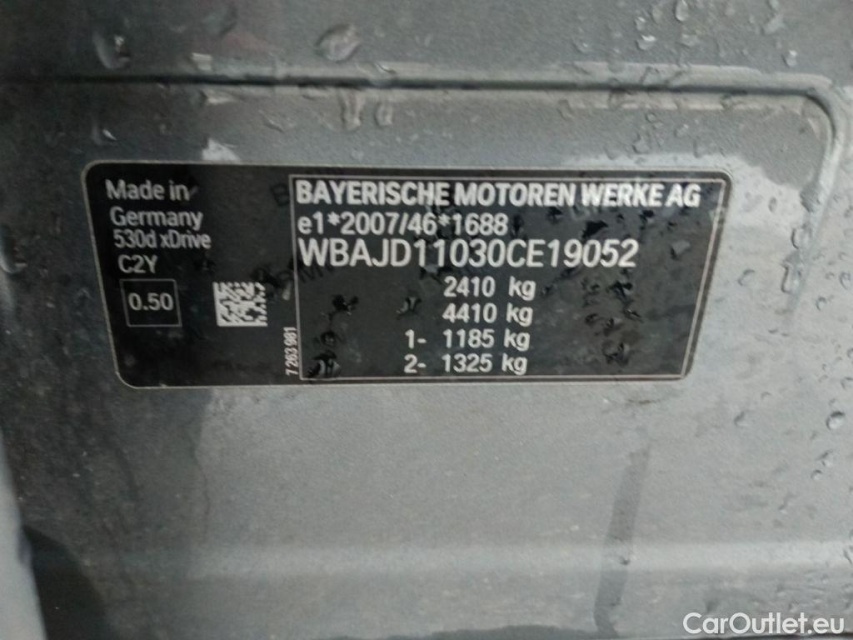 Made in
Germany
530d xDrive
C2Y
0.50
7 263 981
BAYERISCHE MOTOREN WERKE AG
e1*2007/46*1688
WBAJD11030CE19052
2410 kg
4410 kg
1- 1185 kg
2- 1325 kg
CarOutlet.eu